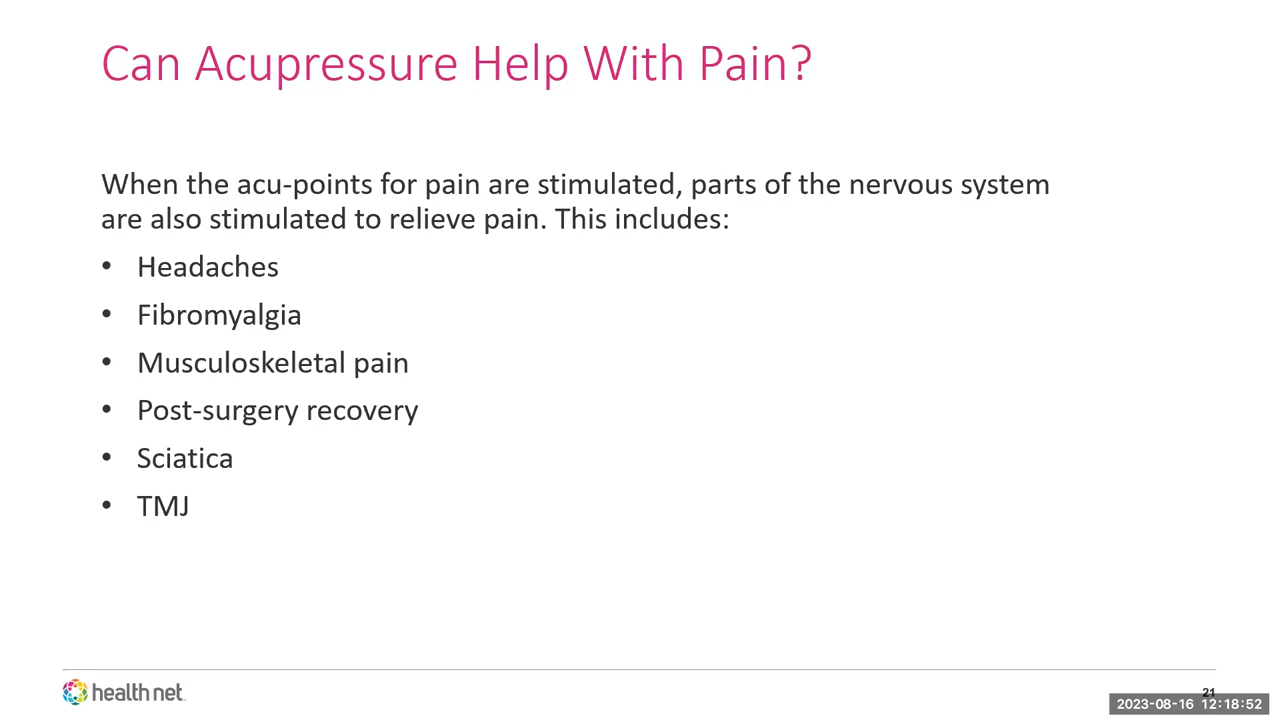 Can Acupressure Help With Pain?
When the acu-points for pain are stimulated, parts of the nervous system
are also stimulated to relieve pain. This includes:
• Headaches
• Fibromyalgia
• Musculoskeletal pain
• Post-surgery recovery
• Sciatica
• TMJ
health net
21
2023-08-16 12:18:52